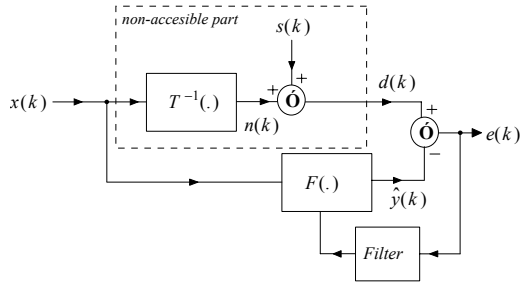 non-accesible part
s(k)
x(k)
T⁻¹(.)
+
+
Ó
n(k)
d(k)
+
Ó
−
e(k)
F(.)
ŷ(k)
Filter